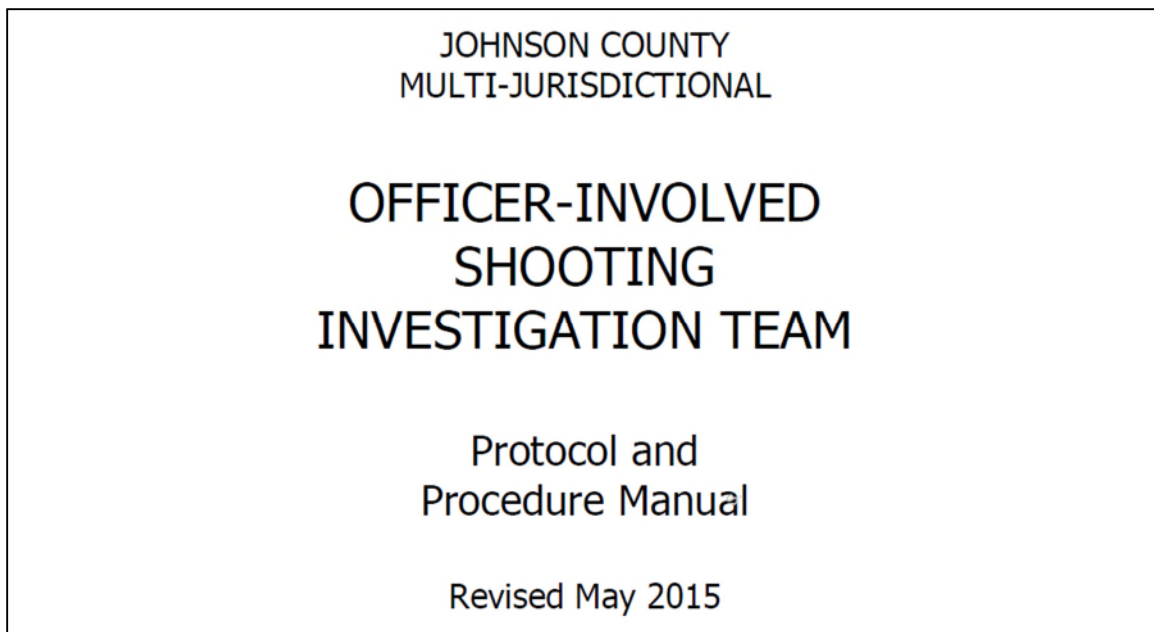 JOHNSON COUNTY
MULTI-JURISDICTIONAL
OFFICER-INVOLVED
SHOOTING
INVESTIGATION TEAM
Protocol and
Procedure Manual
Revised May 2015